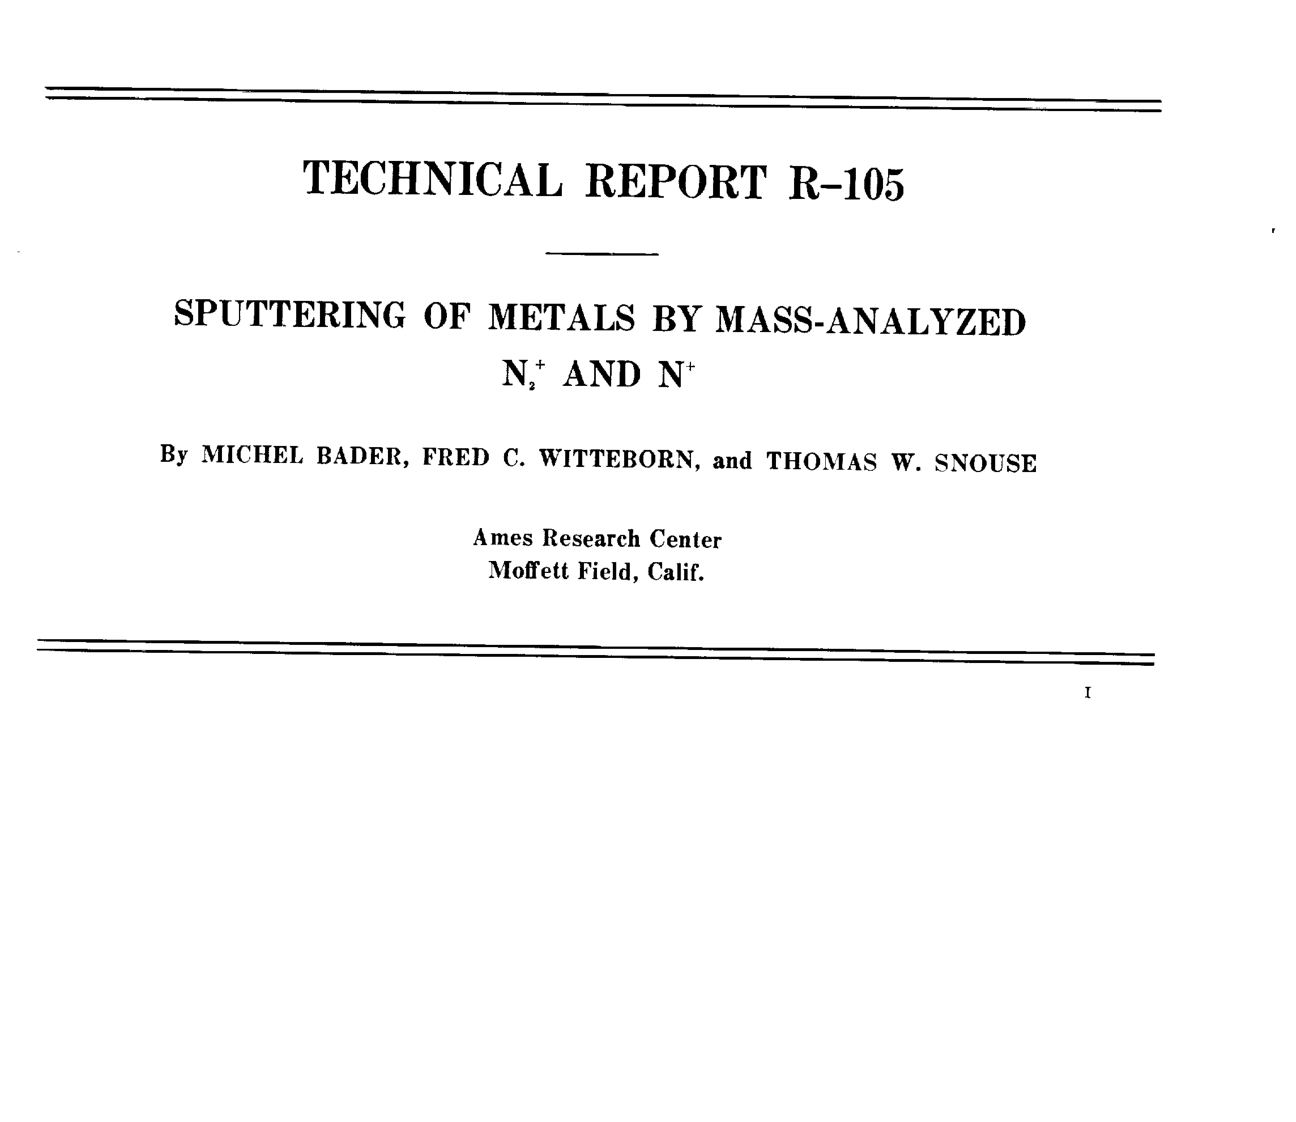 TECHNICAL REPORT R–105
SPUTTERING OF METALS BY MASS-ANALYZED
N₂⁺ AND N⁺
By MICHEL BADER, FRED C. WITTEBORN, and THOMAS W. SNOUSE
Ames Research Center
Moffett Field, Calif.
I